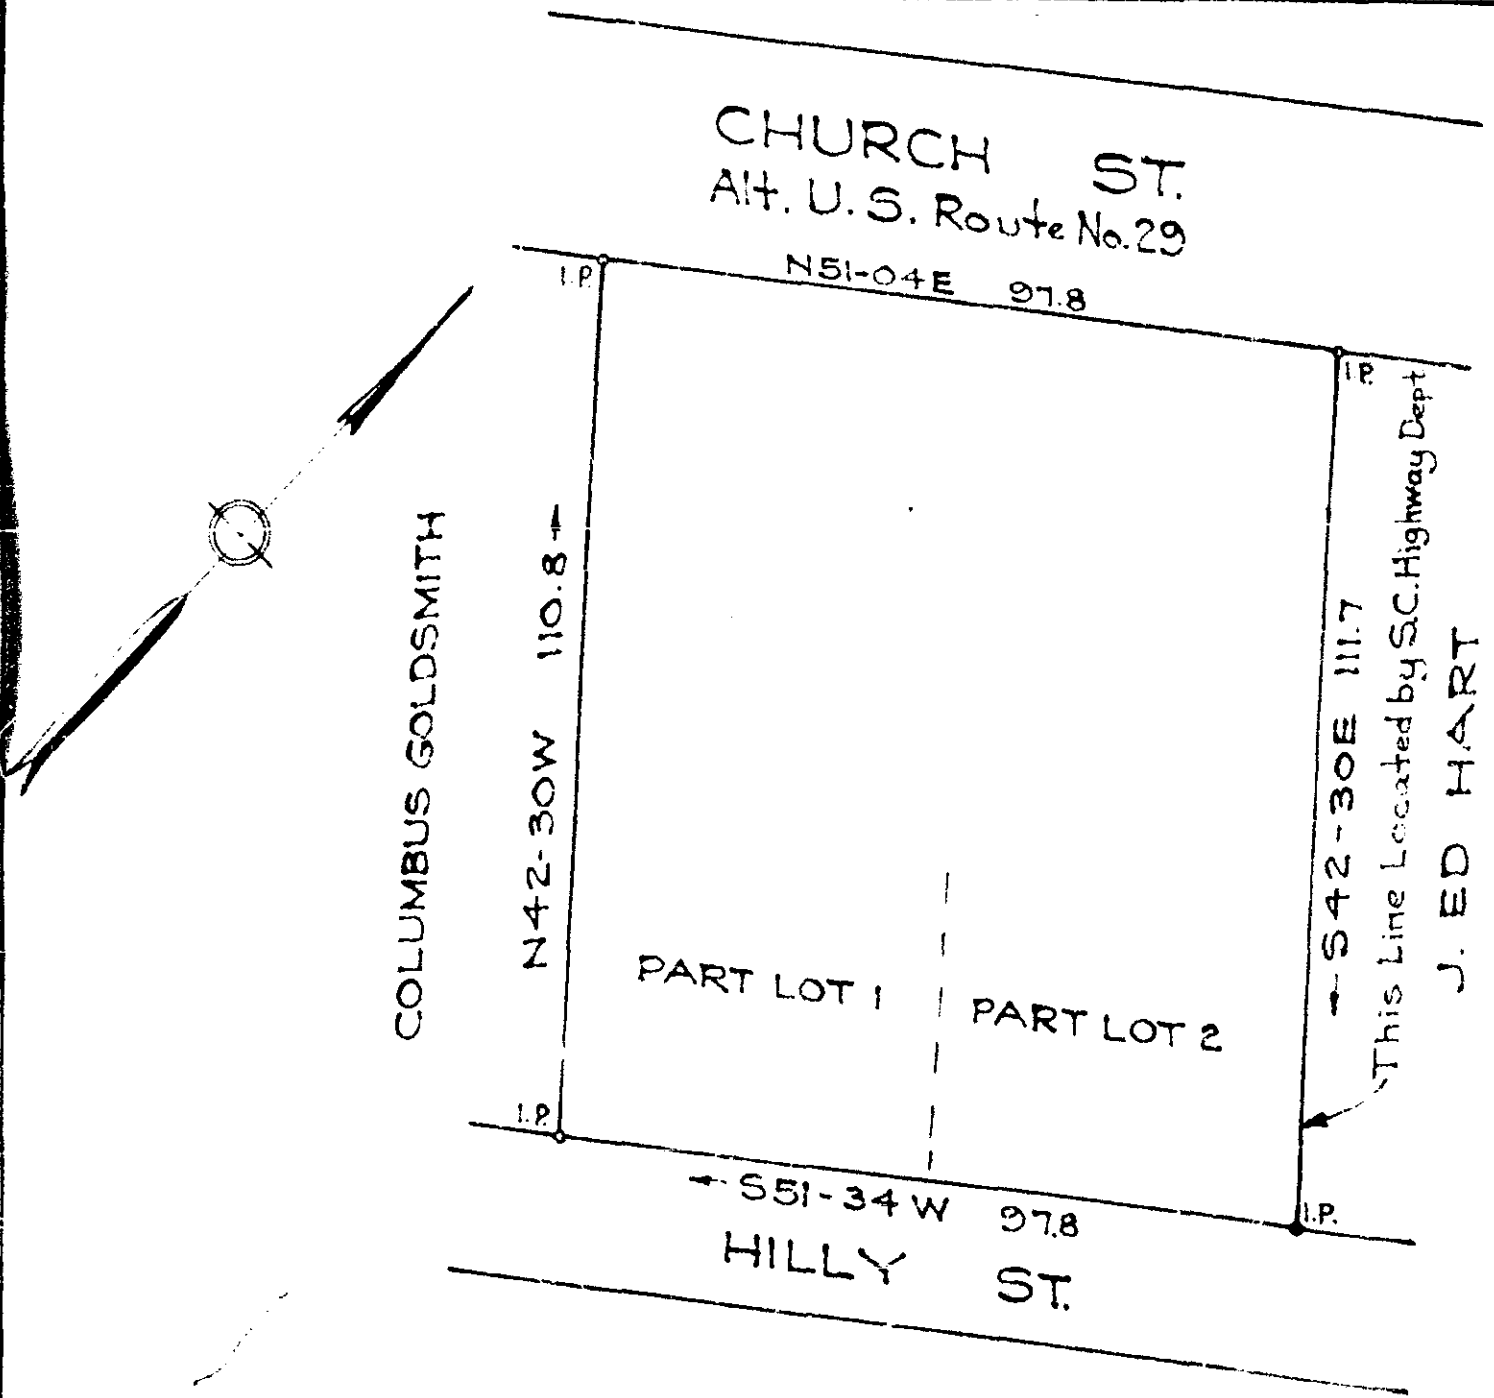 CHURCH ST.
Alt. U.S. Route No. 29
I.P.
N51-04E 97.8
I.P.
COLUMBUS GOLDSMITH
N42-30W 110.8
S42-30E 111.7
This Line Located by S.C. Highway Dept
J. ED HART
PART LOT 1
PART LOT 2
I.P.
S51-34W 97.8
I.P.
HILLY ST.